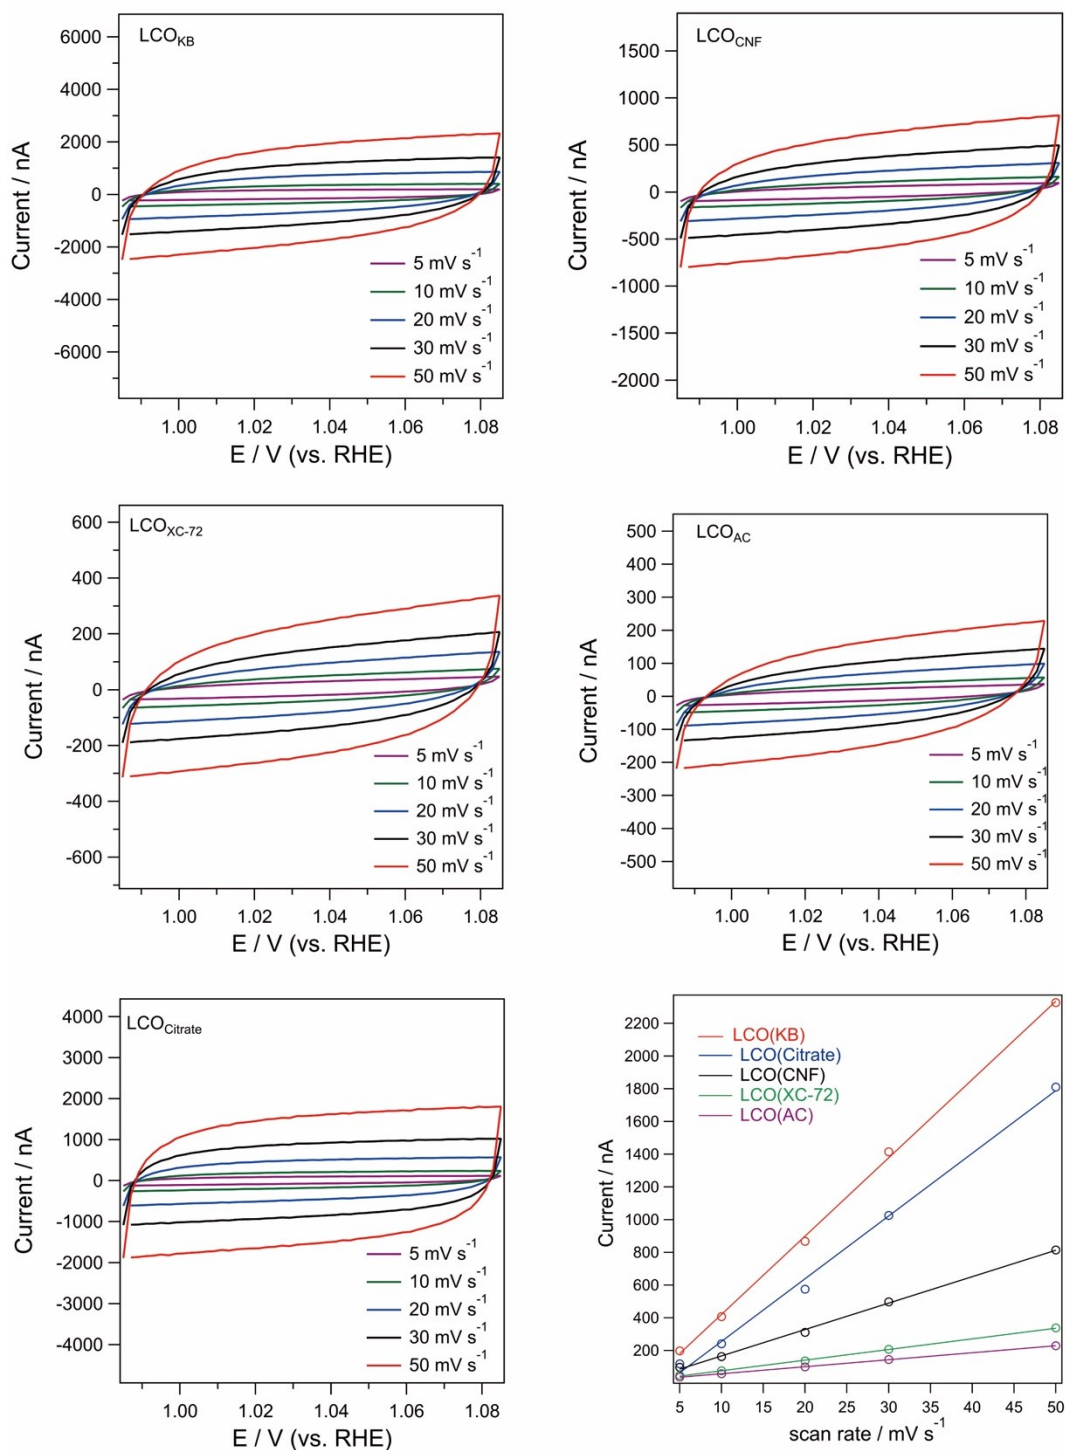 LCO_KB
6000
4000
2000
0
-2000
-4000
-6000
Current / nA
5 mV s⁻¹
10 mV s⁻¹
20 mV s⁻¹
30 mV s⁻¹
50 mV s⁻¹
1.00 1.02 1.04 1.06 1.08
E / V (vs. RHE)
LCO_CNF
1500
1000
500
0
-500
-1000
-1500
-2000
Current / nA
5 mV s⁻¹
10 mV s⁻¹
20 mV s⁻¹
30 mV s⁻¹
50 mV s⁻¹
1.00 1.02 1.04 1.06 1.08
E / V (vs. RHE)
LCO_XC-72
600
400
200
0
-200
-400
-600
Current / nA
5 mV s⁻¹
10 mV s⁻¹
20 mV s⁻¹
30 mV s⁻¹
50 mV s⁻¹
1.00 1.02 1.04 1.06 1.08
E / V (vs. RHE)
LCO_AC
500
400
300
200
100
0
-100
-200
-300
-400
-500
Current / nA
5 mV s⁻¹
10 mV s⁻¹
20 mV s⁻¹
30 mV s⁻¹
50 mV s⁻¹
1.00 1.02 1.04 1.06 1.08
E / V (vs. RHE)
LCO_Citrate
4000
3000
2000
1000
0
-1000
-2000
-3000
-4000
Current / nA
5 mV s⁻¹
10 mV s⁻¹
20 mV s⁻¹
30 mV s⁻¹
50 mV s⁻¹
1.00 1.02 1.04 1.06 1.08
E / V (vs. RHE)
LCO(KB)
LCO(Citrate)
LCO(CNF)
LCO(XC-72)
LCO(AC)
2200
2000
1800
1600
1400
1200
1000
800
600
400
200
Current / nA
5 10 15 20 25 30 35 40 45 50
scan rate / mV s⁻¹